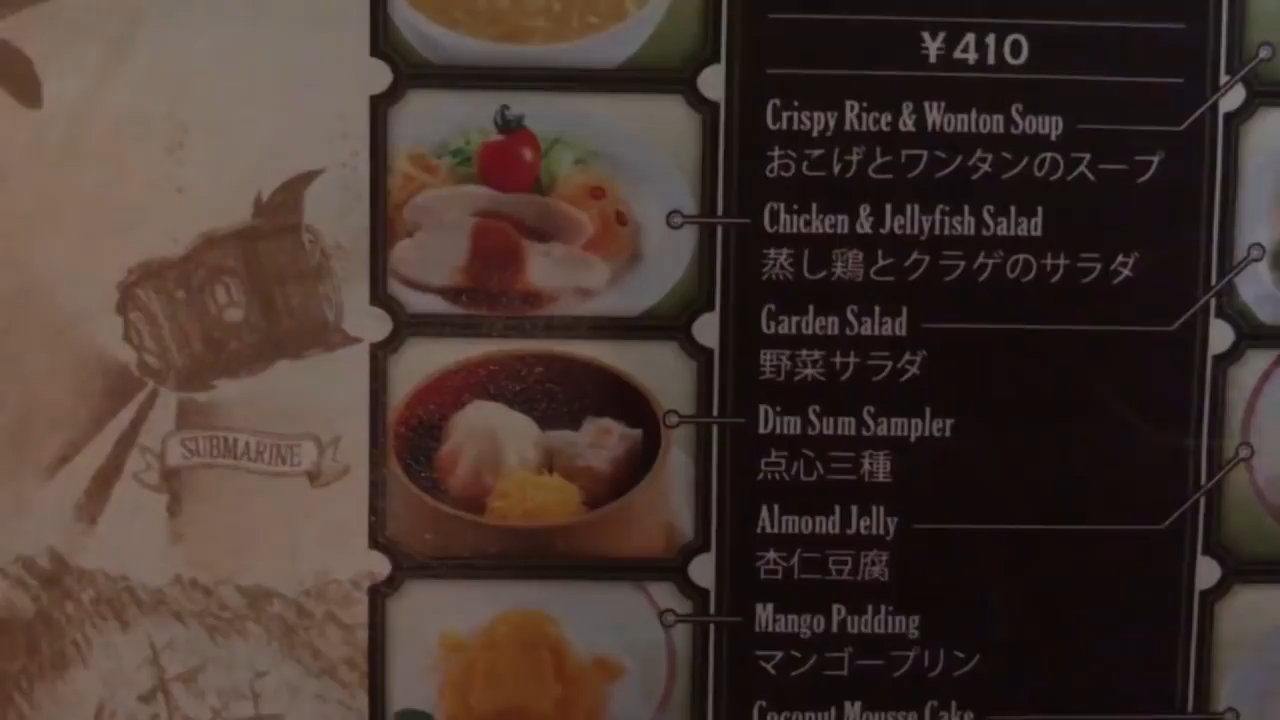 ¥410
Crispy Rice & Wonton Soup
おこげとワンタンのスープ
Chicken & Jellyfish Salad
蒸し鶏とクラゲのサラダ
Garden Salad
野菜サラダ
Dim Sum Sampler
点心三種
Almond Jelly
杏仁豆腐
Mango Pudding
マンゴープリン
Coconut Mousse Cake
SUBMARINE